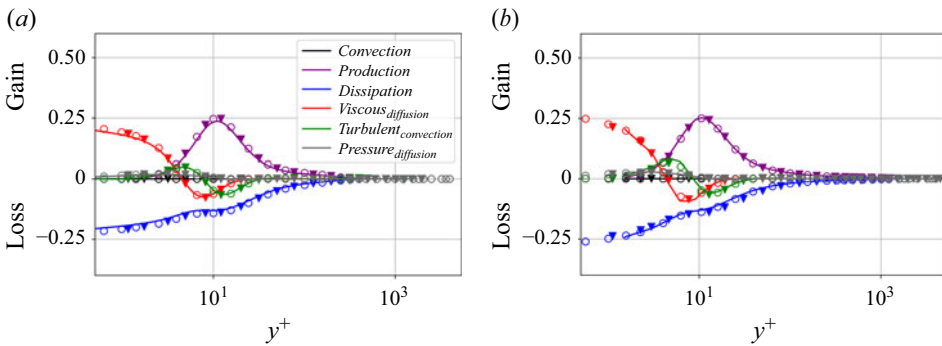 (a)
(b)
Gain
Loss
0.50
0.25
0
−0.25
Convection
Production
Dissipation
Viscous_diffusion
Turbulent_convection
Pressure_diffusion
10^1
10^3
y^+
Gain
Loss
0.50
0.25
0
−0.25
10^1
10^3
y^+